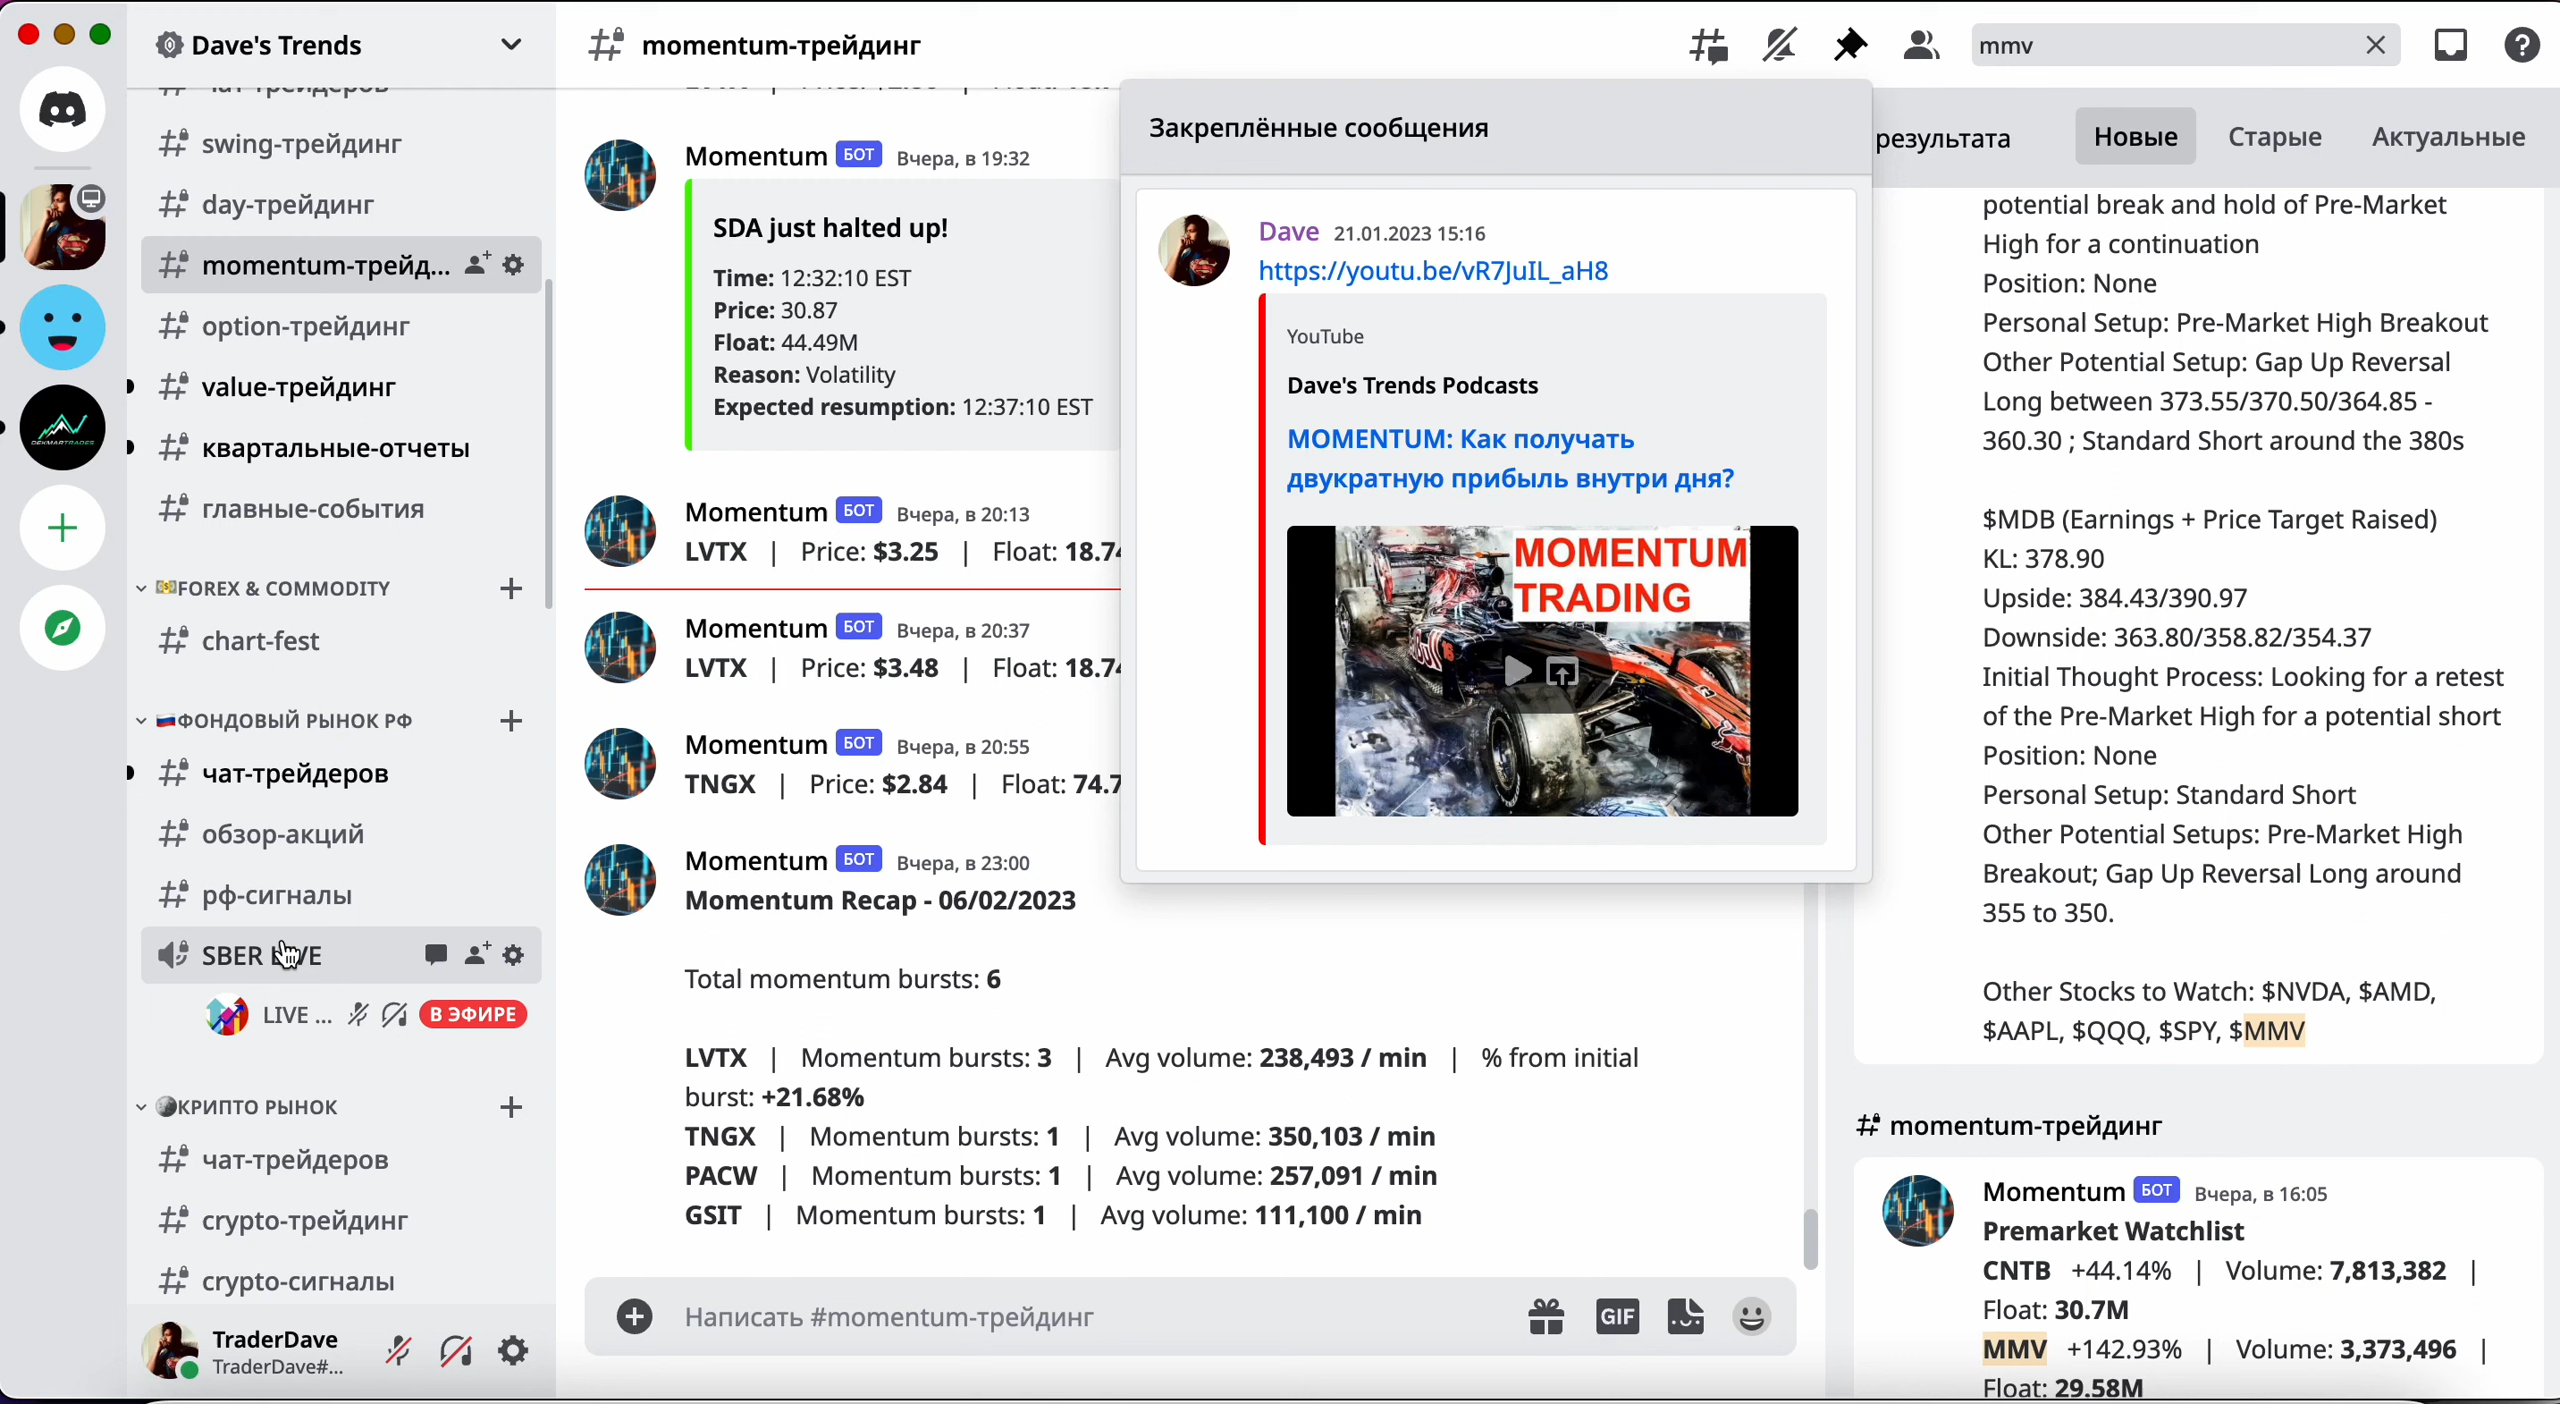 Dave's Trends
swing-трейдинг
day-трейдинг
momentum-трейд...
option-трейдинг
value-трейдинг
квартальные-отчеты
главные-события
FOREX & COMMODITY
chart-fest
ФОНДОВЫЙ РЫНОК РФ
чат-трейдеров
обзор-акций
рф-сигналы
SBER LIVE
LIVE ... В ЭФИРЕ
КРИПТО РЫНОК
чат-трейдеров
crypto-трейдинг
crypto-сигналы
TraderDave
TraderDave#...
DEKMARTRADES
momentum-трейдинг
Momentum БОТ Вчера, в 19:32
SDA just halted up!
Time: 12:32:10 EST
Price: 30.87
Float: 44.49M
Reason: Volatility
Expected resumption: 12:37:10 EST
Momentum БОТ Вчера, в 20:13
LVTX | Price: $3.25 | Float: 18.74
Momentum БОТ Вчера, в 20:37
LVTX | Price: $3.48 | Float: 18.74
Momentum БОТ Вчера, в 20:55
TNGX | Price: $2.84 | Float: 74.7
Momentum БОТ Вчера, в 23:00
Momentum Recap - 06/02/2023
Total momentum bursts: 6
LVTX | Momentum bursts: 3 | Avg volume: 238,493 / min | % from initial
burst: +21.68%
TNGX | Momentum bursts: 1 | Avg volume: 350,103 / min
PACW | Momentum bursts: 1 | Avg volume: 257,091 / min
GSIT | Momentum bursts: 1 | Avg volume: 111,100 / min
Написать #momentum-трейдинг
GIF
Закреплённые сообщения
Dave 21.01.2023 15:16
https://youtu.be/vR7JuIL_aH8
YouTube
Dave's Trends Podcasts
MOMENTUM: Как получать
двукратную прибыль внутри дня?
MOMENTUM
TRADING
mmv
результата Новые Старые Актуальные
potential break and hold of Pre-Market
High for a continuation
Position: None
Personal Setup: Pre-Market High Breakout
Other Potential Setup: Gap Up Reversal
Long between 373.55/370.50/364.85 -
360.30 ; Standard Short around the 380s
$MDB (Earnings + Price Target Raised)
KL: 378.90
Upside: 384.43/390.97
Downside: 363.80/358.82/354.37
Initial Thought Process: Looking for a retest
of the Pre-Market High for a potential short
Position: None
Personal Setup: Standard Short
Other Potential Setups: Pre-Market High
Breakout; Gap Up Reversal Long around
355 to 350.
Other Stocks to Watch: $NVDA, $AMD,
$AAPL, $QQQ, $SPY, $MMV
momentum-трейдинг
Momentum БОТ Вчера, в 16:05
Premarket Watchlist
CNTB +44.14% | Volume: 7,813,382 |
Float: 30.7M
MMV +142.93% | Volume: 3,373,496 |
Float: 29.58M